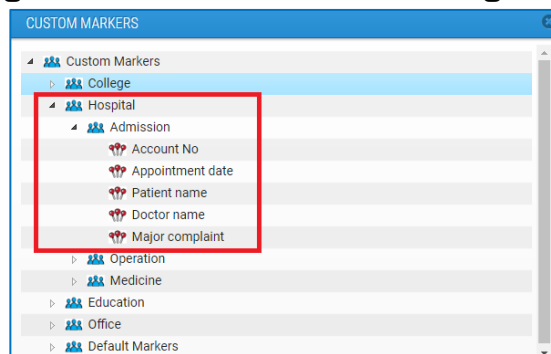 CUSTOM MARKERS
Custom Markers
College
Hospital
Admission
Account No
Appointment date
Patient name
Doctor name
Major complaint
Operation
Medicine
Education
Office
Default Markers